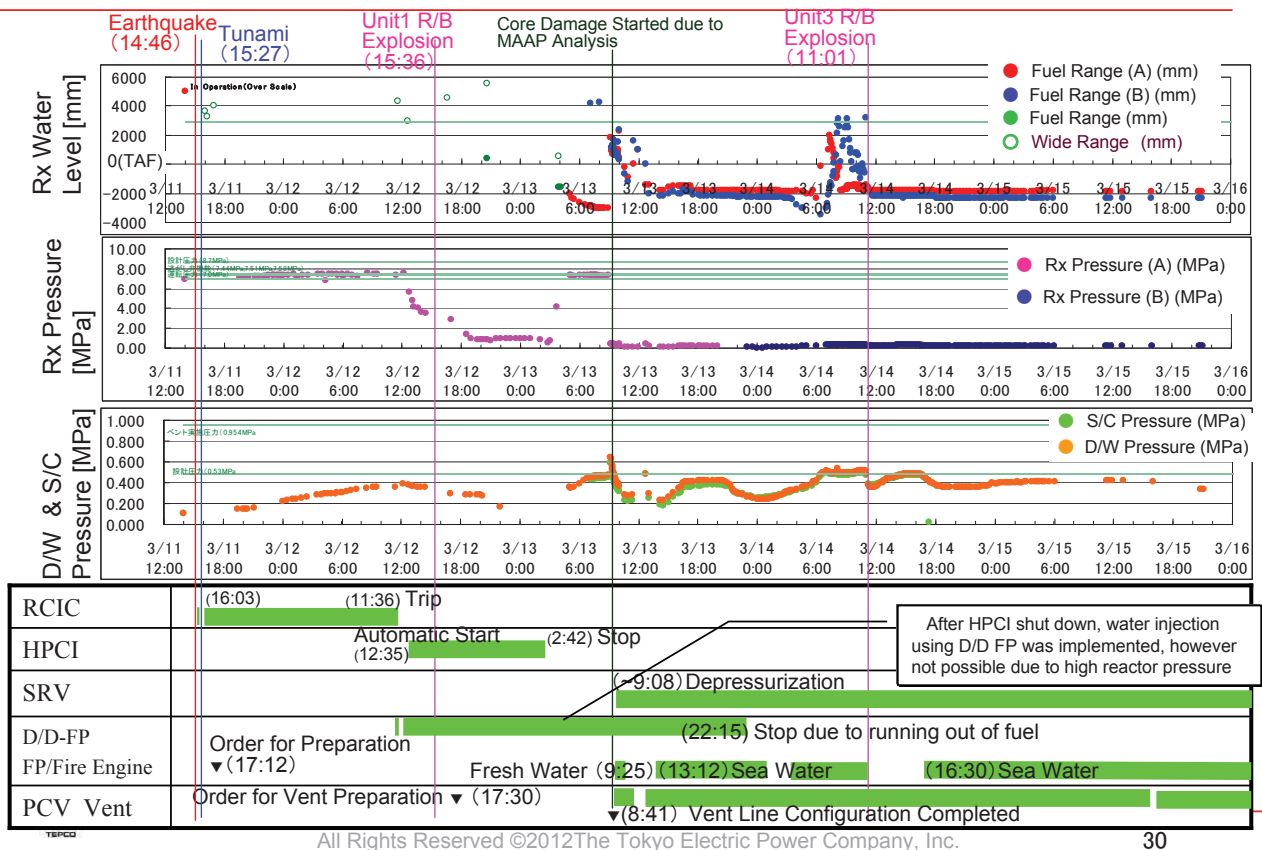 Earthquake
(14:46)
Tunami
(15:27)
Unit1 R/B
Explosion
(15:36)
Core Damage Started due to
MAAP Analysis
Unit3 R/B
Explosion
(11:01)
Rx Water
Level [mm]
6000
4000
2000
0(TAF)
−2000
−4000
In Operation(Over Scale)
Fuel Range (A) (mm)
Fuel Range (B) (mm)
Fuel Range (mm)
Wide Range (mm)
3/11 3/11 3/12 3/12 3/12 3/12 3/13 3/13 3/13 3/13 3/14 3/14 3/14 3/14 3/15 3/15 3/15 3/15 3/16
12:00 18:00 0:00 6:00 12:00 18:00 0:00 6:00 12:00 18:00 0:00 6:00 12:00 18:00 0:00 6:00 12:00 18:00 0:00
Rx Pressure
[MPa]
10.00
8.00
6.00
4.00
2.00
0.00
設計圧力(8.7MPa)
Rx Pressure (A) (MPa)
Rx Pressure (B) (MPa)
3/11 3/11 3/12 3/12 3/12 3/12 3/13 3/13 3/13 3/13 3/14 3/14 3/14 3/14 3/15 3/15 3/15 3/15 3/16
12:00 18:00 0:00 6:00 12:00 18:00 0:00 6:00 12:00 18:00 0:00 6:00 12:00 18:00 0:00 6:00 12:00 18:00 0:00
D/W & S/C
Pressure [MPa]
1.000
0.800
0.600
0.400
0.200
0.000
ベント実施圧力(0.954MPa
設計圧力(0.53MPa
S/C Pressure (MPa)
D/W Pressure (MPa)
3/11 3/11 3/12 3/12 3/12 3/12 3/13 3/13 3/13 3/13 3/14 3/14 3/14 3/14 3/15 3/15 3/15 3/15 3/16
12:00 18:00 0:00 6:00 12:00 18:00 0:00 6:00 12:00 18:00 0:00 6:00 12:00 18:00 0:00 6:00 12:00 18:00 0:00
RCIC
(16:03) (11:36) Trip
HPCI
Automatic Start
(12:35)
(2:42) Stop
After HPCI shut down, water injection
using D/D FP was implemented, however
not possible due to high reactor pressure
SRV
(~9:08)Depressurization
D/D-FP
(22:15) Stop due to running out of fuel
FP/Fire Engine
Order for Preparation
▼(17:12)
Fresh Water (9:25) (13:12)Sea Water (16:30)Sea Water
PCV Vent
Order for Vent Preparation ▼ (17:30)
▼(8:41) Vent Line Configuration Completed
TEPCO
All Rights Reserved ©2012The Tokyo Electric Power Company, Inc.
30